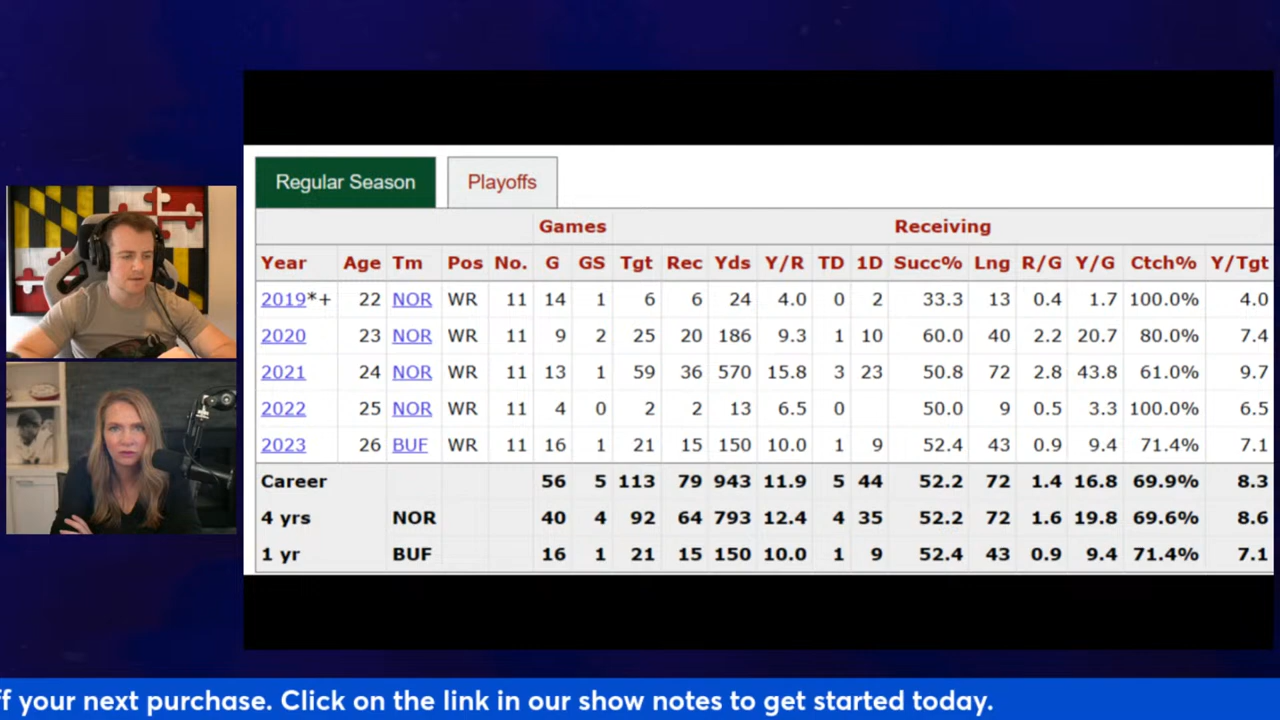 Regular Season Playoffs
Games Receiving
Year Age Tm Pos No. G GS Tgt Rec Yds Y/R TD 1D Succ% Lng R/G Y/G Ctch% Y/Tgt
2019*+ 22 NOR WR 11 14 1 6 6 24 4.0 0 2 33.3 13 0.4 1.7 100.0% 4.0
2020 23 NOR WR 11 9 2 25 20 186 9.3 1 10 60.0 40 2.2 20.7 80.0% 7.4
2021 24 NOR WR 11 13 1 59 36 570 15.8 3 23 50.8 72 2.8 43.8 61.0% 9.7
2022 25 NOR WR 11 4 0 2 2 13 6.5 0 50.0 9 0.5 3.3 100.0% 6.5
2023 26 BUF WR 11 16 1 21 15 150 10.0 1 9 52.4 43 0.9 9.4 71.4% 7.1
Career 56 5 113 79 943 11.9 5 44 52.2 72 1.4 16.8 69.9% 8.3
4 yrs NOR 40 4 92 64 793 12.4 4 35 52.2 72 1.6 19.8 69.6% 8.6
1 yr BUF 16 1 21 15 150 10.0 1 9 52.4 43 0.9 9.4 71.4% 7.1
ff your next purchase. Click on the link in our show notes to get started today.